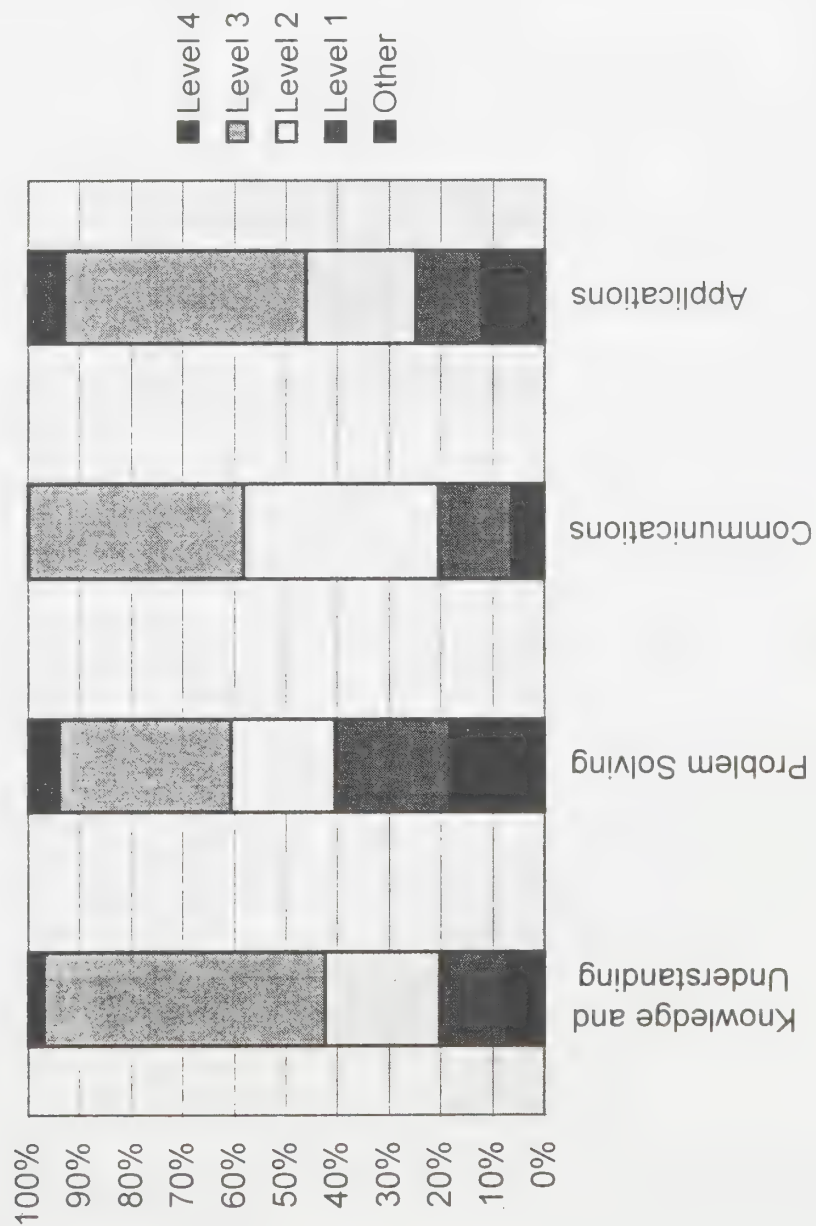 100%
90%
80%
70%
60%
50%
40%
30%
20%
10%
0%
Knowledge and
Understanding
Problem Solving
Communications
Applications
Level 4
Level 3
Level 2
Level 1
Other